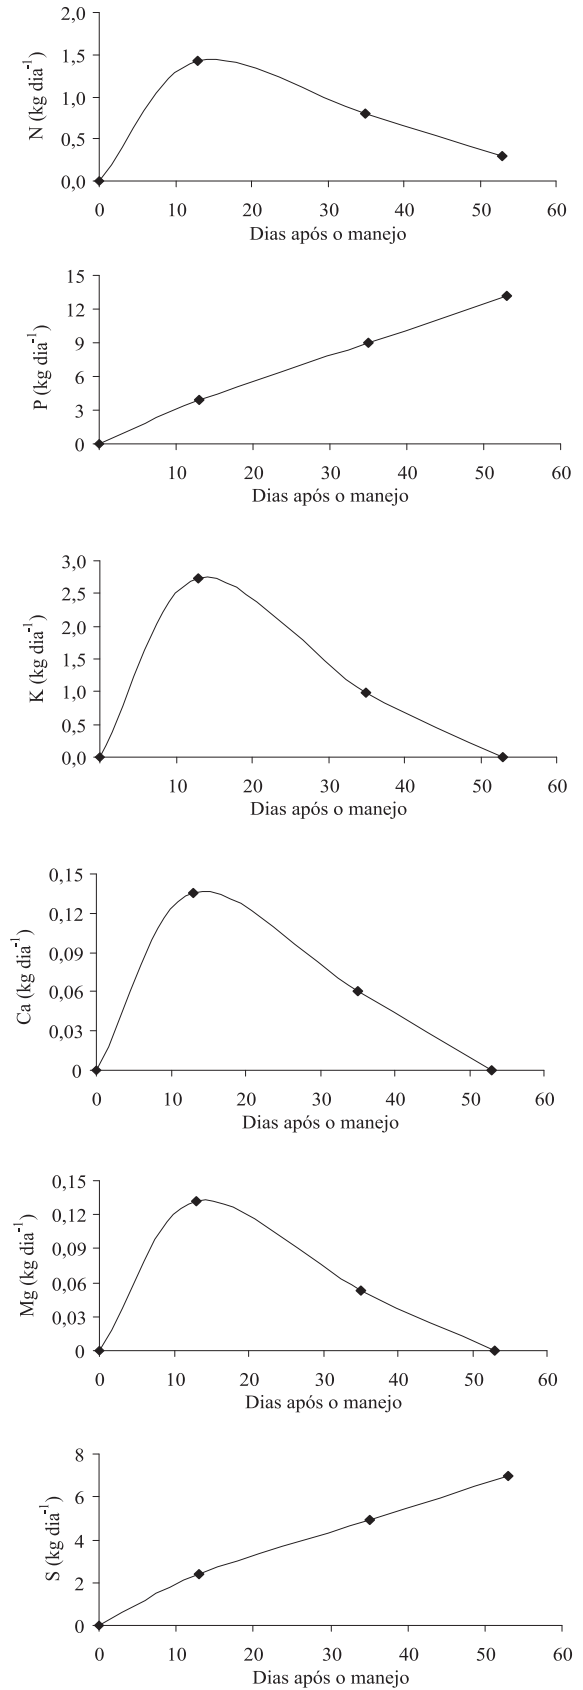 2,0
1,5
1,0
0,5
0,0
N (kg dia-1)
0 10 20 30 40 50 60
Dias após o manejo
15
12
9
6
3
0
P (kg dia-1)
10 20 30 40 50 60
Dias após o manejo
3,0
2,5
2,0
1,5
1,0
0,5
0,0
K (kg dia-1)
10 20 30 40 50 60
Dias após o manejo
0,15
0,12
0,09
0,06
0,03
0
Ca (kg dia-1)
0 10 20 30 40 50 60
Dias após o manejo
0,15
0,12
0,09
0,06
0,03
0
Mg (kg dia-1)
0 10 20 30 40 50 60
Dias após o manejo
8
6
4
2
0
S (kg dia-1)
0 10 20 30 40 50 60
Dias após o manejo